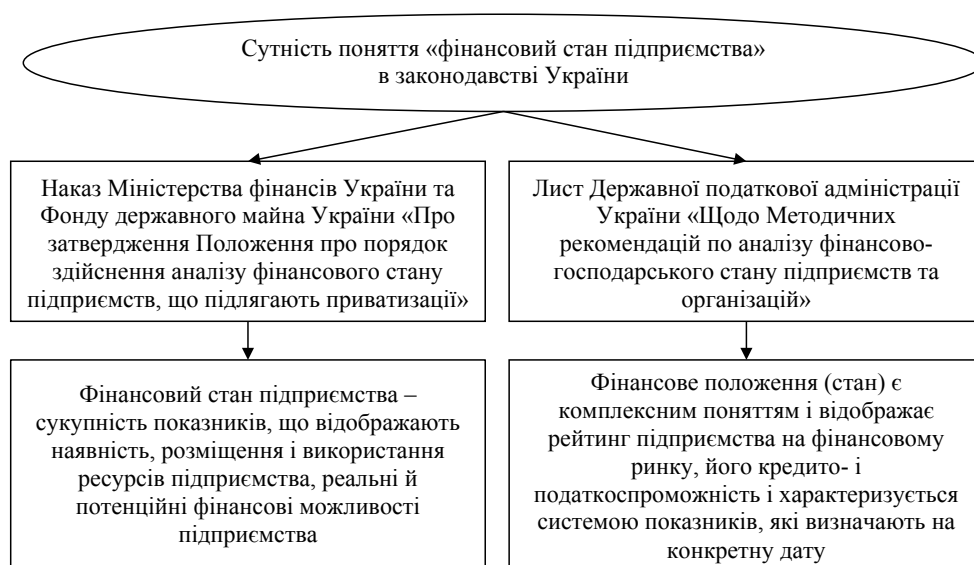 Сутність поняття «фінансовий стан підприємства»
в законодавстві України
Наказ Міністерства фінансів України та
Фонду державного майна України «Про
затвердження Положення про порядок
здійснення аналізу фінансового стану
підприємств, що підлягають приватизації»
Лист Державної податкової адміністрації
України «Щодо Методичних
рекомендацій по аналізу фінансово-
господарського стану підприємств та
організацій»
Фінансовий стан підприємства –
сукупність показників, що відображають
наявність, розміщення і використання
ресурсів підприємства, реальні й
потенційні фінансові можливості
підприємства
Фінансове положення (стан) є
комплексним поняттям і відображає
рейтинг підприємства на фінансовому
ринку, його кредито- і
податкоспроможність і характеризується
системою показників, які визначають на
конкретну дату